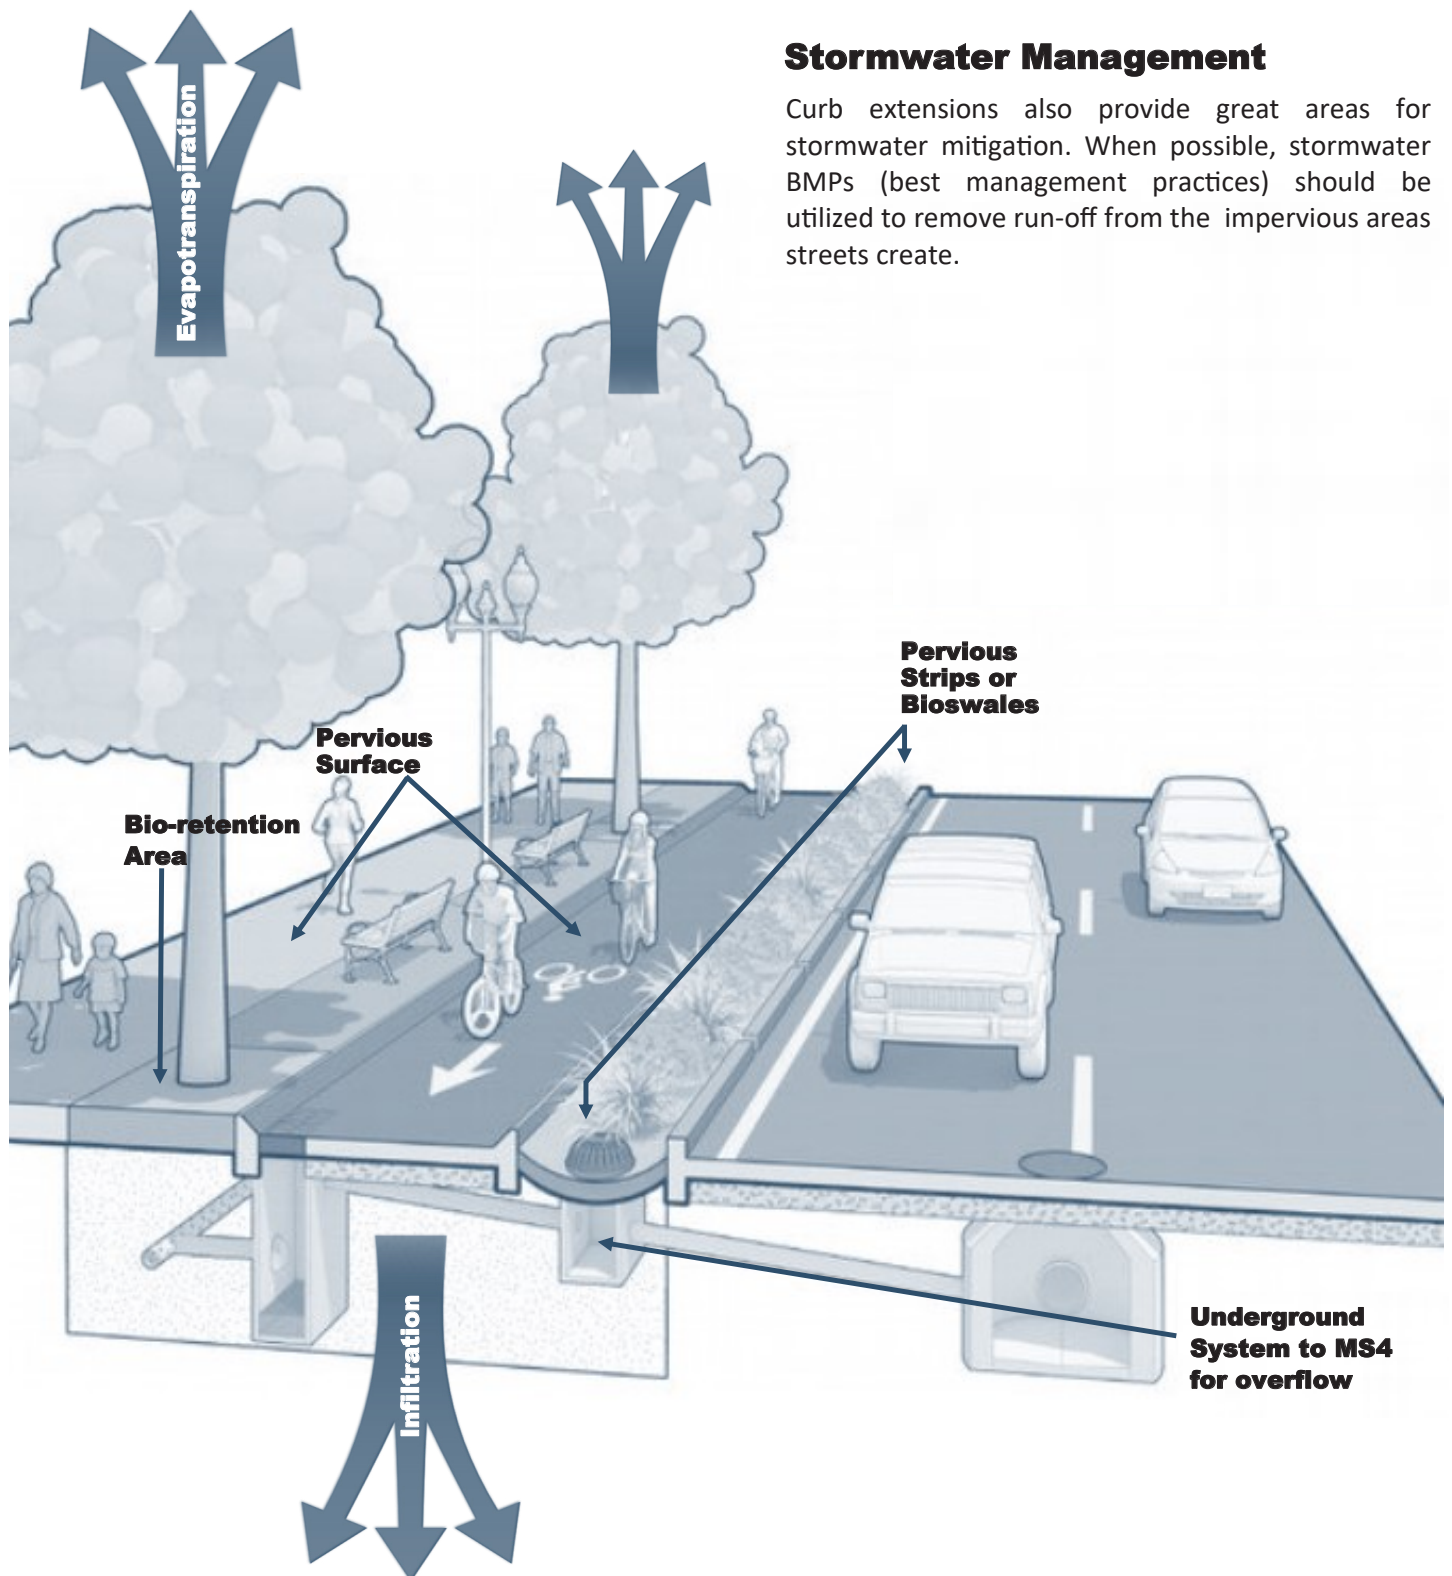 Stormwater Management
Curb extensions also provide great areas for
stormwater mitigation. When possible, stormwater
BMPs (best management practices) should be
utilized to remove run-off from the impervious areas
streets create.
Evapotranspiration
Pervious
Strips or
Bioswales
Pervious
Surface
Bio-retention
Area
Underground
System to MS4
for overflow
Infiltration